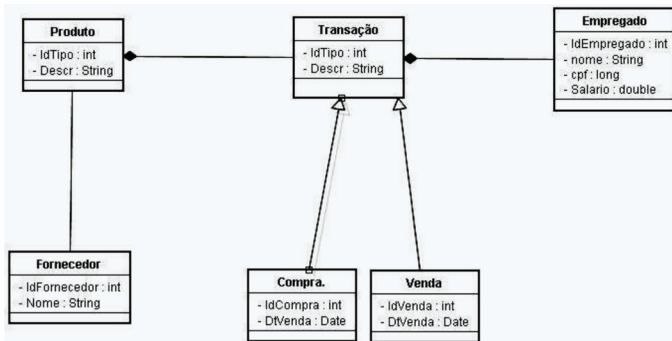 Produto
- IdTipo : int
- Descr : String
Transação
- IdTipo : int
- Descr : String
Empregado
- IdEmpregado : int
- nome : String
- cpf : long
- Salario : double
Fornecedor
- IdFornecedor : int
- Nome : String
Compra.
- IdCompra : int
- DtVenda : Date
Venda
- IdVenda : int
- DtVenda : Date